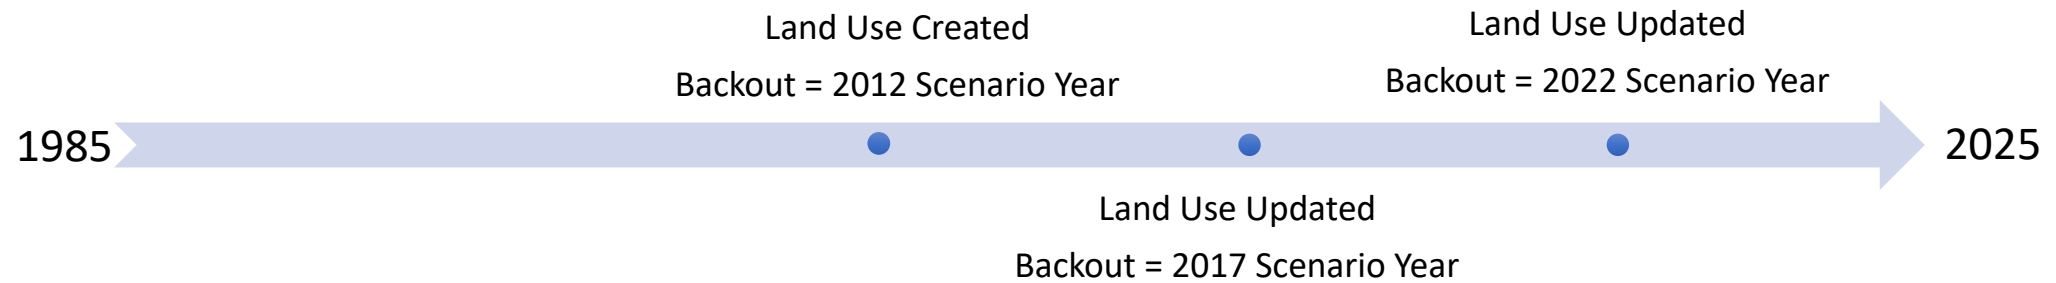 Land Use Created
Backout = 2012 Scenario Year
Land Use Updated
Backout = 2022 Scenario Year
1985
2025
Land Use Updated
Backout = 2017 Scenario Year